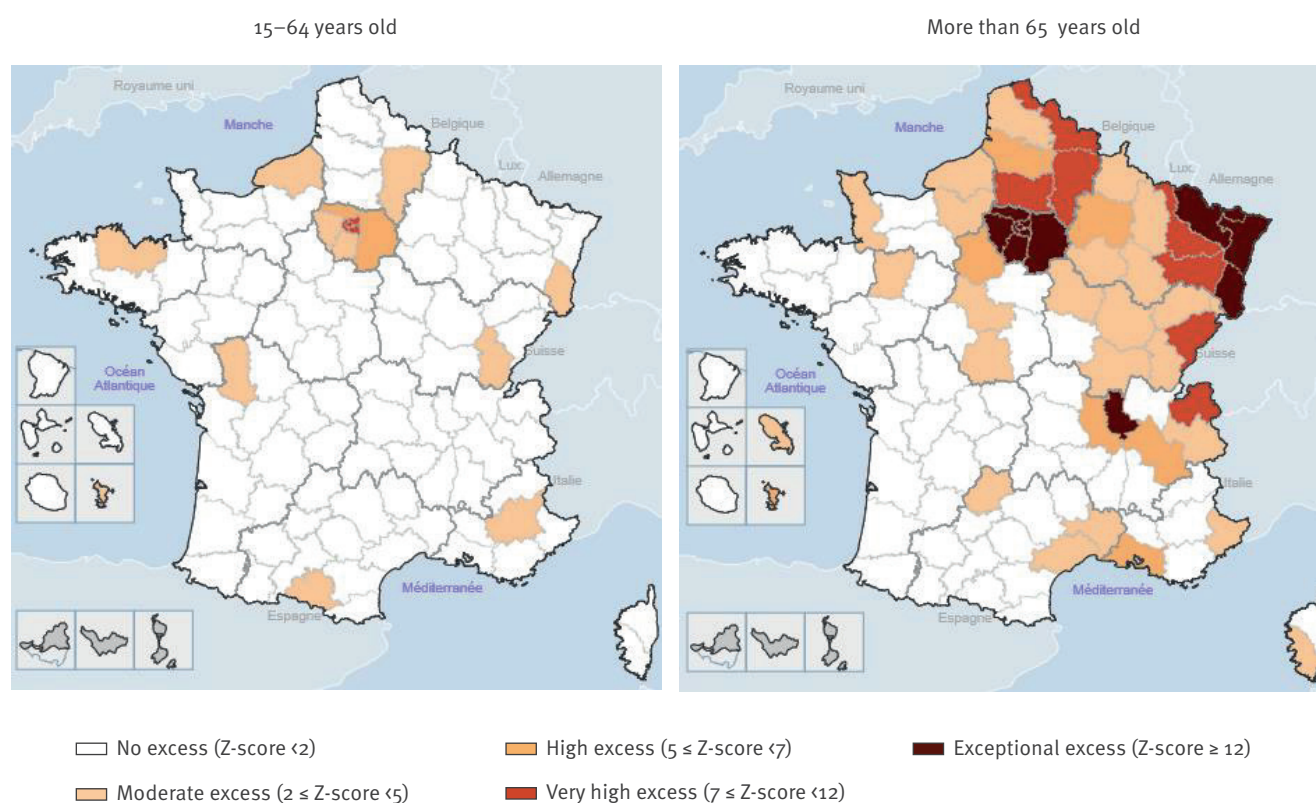 15–64 years old
More than 65 years old
Royaume uni
Manche
Belgique
Lux.
Allemagne
Océan
Atlantique
Suisse
Italie
Méditerranée
Espagne
Royaume uni
Manche
Belgique
Lux.
Allemagne
Océan
Atlantique
Suisse
Italie
Méditerranée
Espagne
No excess (Z-score <2)
High excess (5 ≤ Z-score <7)
Exceptional excess (Z-score ≥ 12)
Moderate excess (2 ≤ Z-score <5)
Very high excess (7 ≤ Z-score <12)